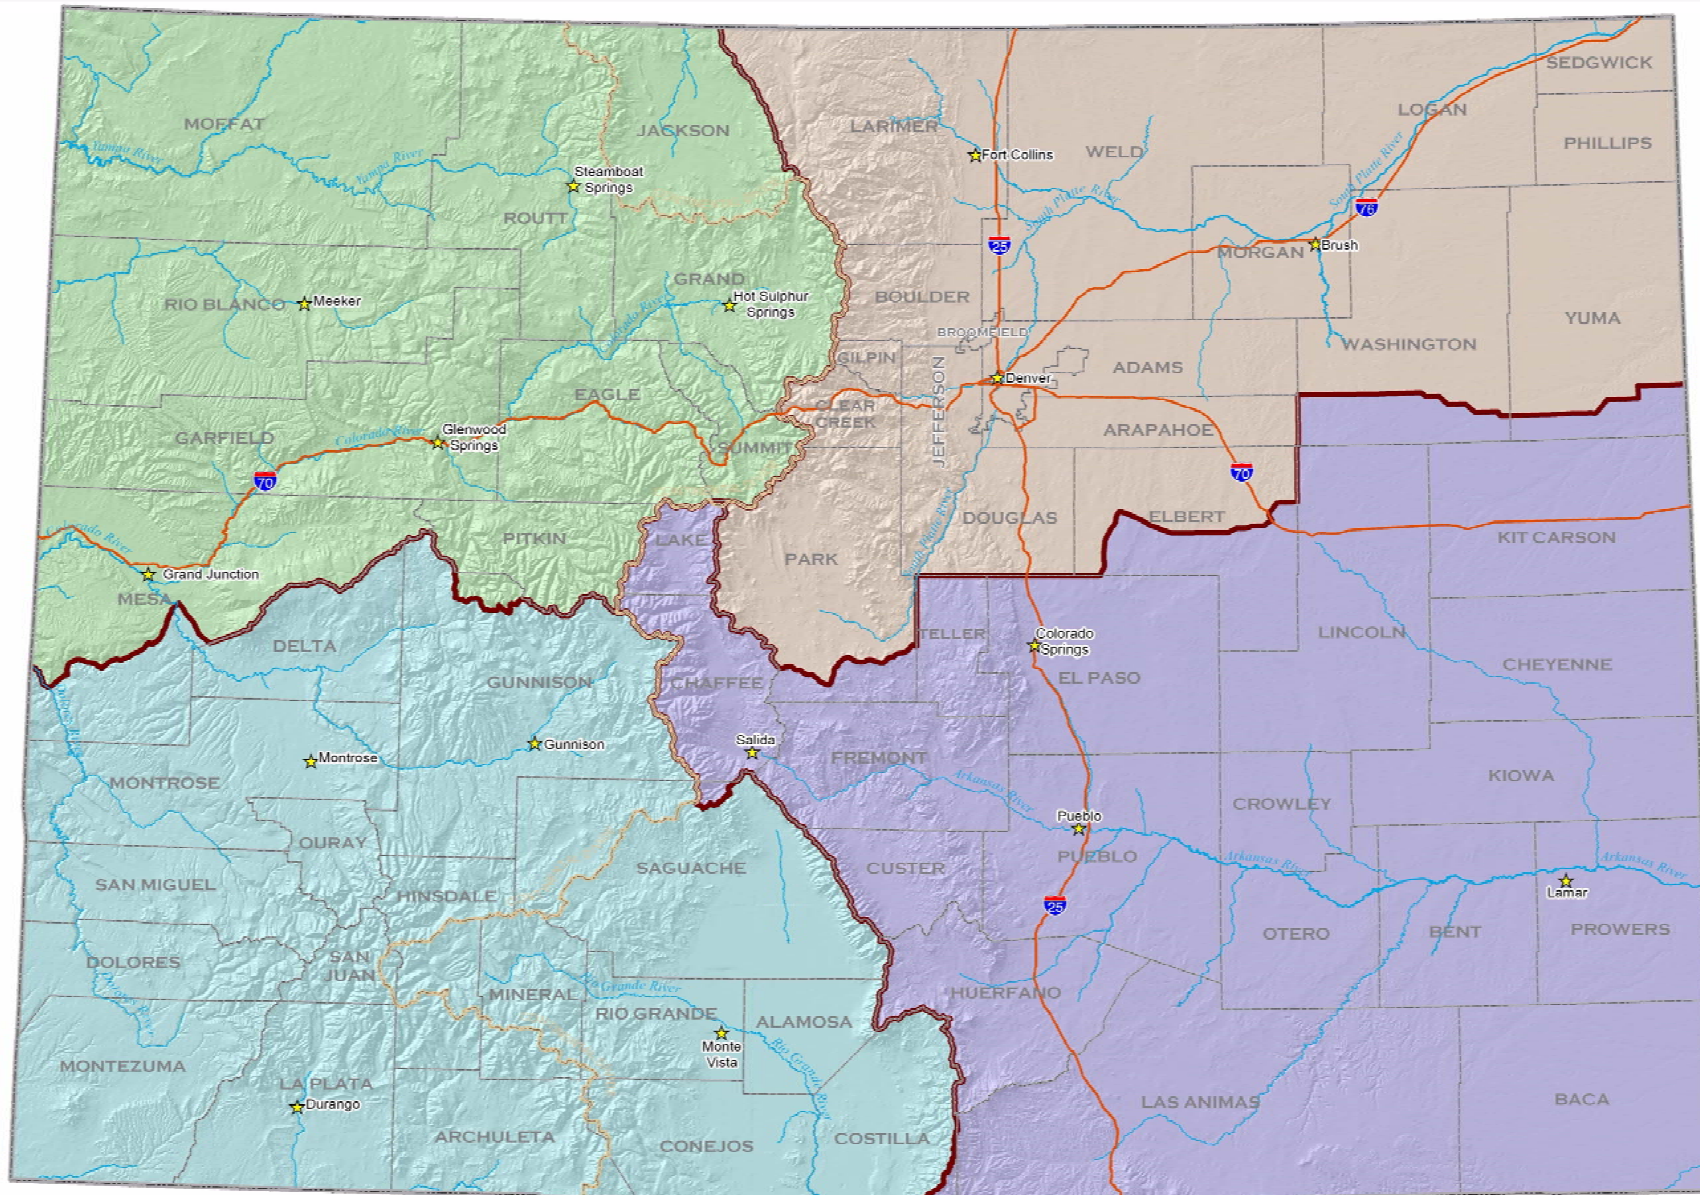 SEDGWICK
LOGAN
MOFFAT
JACKSON
LARIMER
PHILLIPS
WELD
Fort Collins
Yampa River
Yampa River
Steamboat
Springs
South Platte River
South Platte River
76
ROUTT
25
MORGAN
Brush
GRAND
RIO BLANCO
Meeker
Hot Sulphur
Springs
BOULDER
YUMA
Colorado River
BROOMFIELD
WASHINGTON
GILPIN
ADAMS
JEFFERSON
Denver
EAGLE
CLEAR
CREEK
GARFIELD
Colorado River
Glenwood
Springs
SUMMIT
ARAPAHOE
70
70
DOUGLAS
ELBERT
South Platte River
Colorado River
PITKIN
LAKE
PARK
KIT CARSON
Grand Junction
MESA
DELTA
TELLER
Colorado
Springs
LINCOLN
CHEYENNE
GUNNISON
CHAFFEE
EL PASO
Dolores River
Montrose
Gunnison
Salida
FREMONT
MONTROSE
Arkansas River
KIOWA
CROWLEY
Pueblo
OURAY
PUEBLO
Arkansas River
Arkansas River
SAGUACHE
CUSTER
SAN MIGUEL
HINSDALE
Lamar
25
OTERO
BENT
PROWERS
DOLORES
SAN
JUAN
Dolores River
MINERAL
Rio Grande River
HUERFANO
RIO GRANDE
ALAMOSA
Monte
Vista
Rio Grande River
MONTEZUMA
LA PLATA
Durango
LAS ANIMAS
BACA
ARCHULETA
CONEJOS
COSTILLA